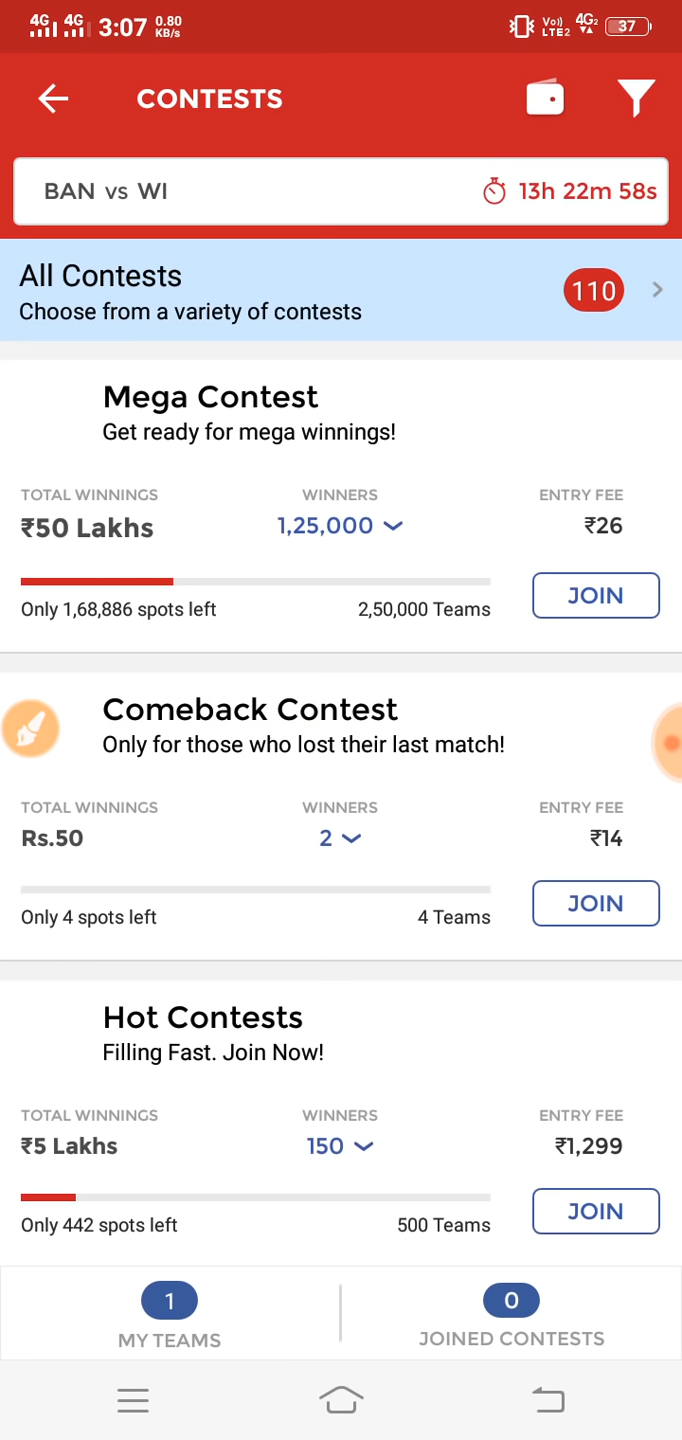 4G 4G 3:07 0.80 KB/s Vo)) LTE2 4G2 37
CONTESTS
BAN vs WI 13h 22m 58s
All Contests
Choose from a variety of contests
110
Mega Contest
Get ready for mega winnings!
TOTAL WINNINGS WINNERS ENTRY FEE
₹50 Lakhs 1,25,000 ₹26
Only 1,68,886 spots left 2,50,000 Teams
JOIN
Comeback Contest
Only for those who lost their last match!
TOTAL WINNINGS WINNERS ENTRY FEE
Rs.50 2 ₹14
Only 4 spots left 4 Teams
JOIN
Hot Contests
Filling Fast. Join Now!
TOTAL WINNINGS WINNERS ENTRY FEE
₹5 Lakhs 150 ₹1,299
Only 442 spots left 500 Teams
JOIN
1 0
MY TEAMS JOINED CONTESTS